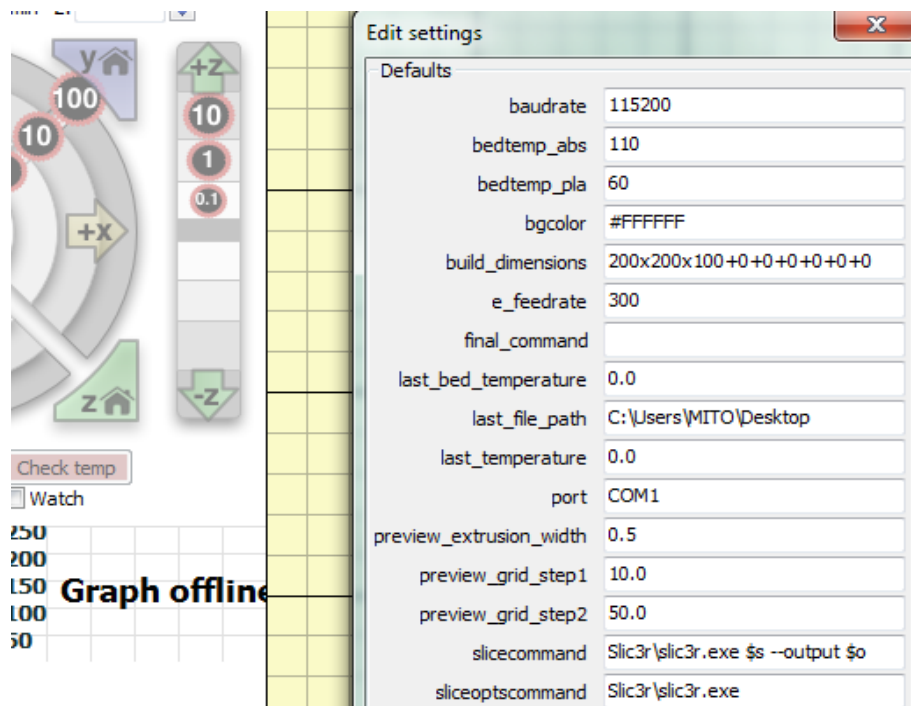 Edit settings
Defaults
baudrate 115200
bedtemp_abs 110
bedtemp_pla 60
bgcolor #FFFFFF
build_dimensions 200x200x100+0+0+0+0+0+0
e_feedrate 300
final_command
last_bed_temperature 0.0
last_file_path C:\Users\MITO\Desktop
last_temperature 0.0
port COM1
preview_extrusion_width 0.5
preview_grid_step1 10.0
preview_grid_step2 50.0
slicecommand Slic3r\slic3r.exe $s --output $o
sliceoptscommand Slic3r\slic3r.exe
y
100
10
+X
z
+Z
10
1
0.1
-Z
Check temp
Watch
250
200
150
100
50
Graph offline